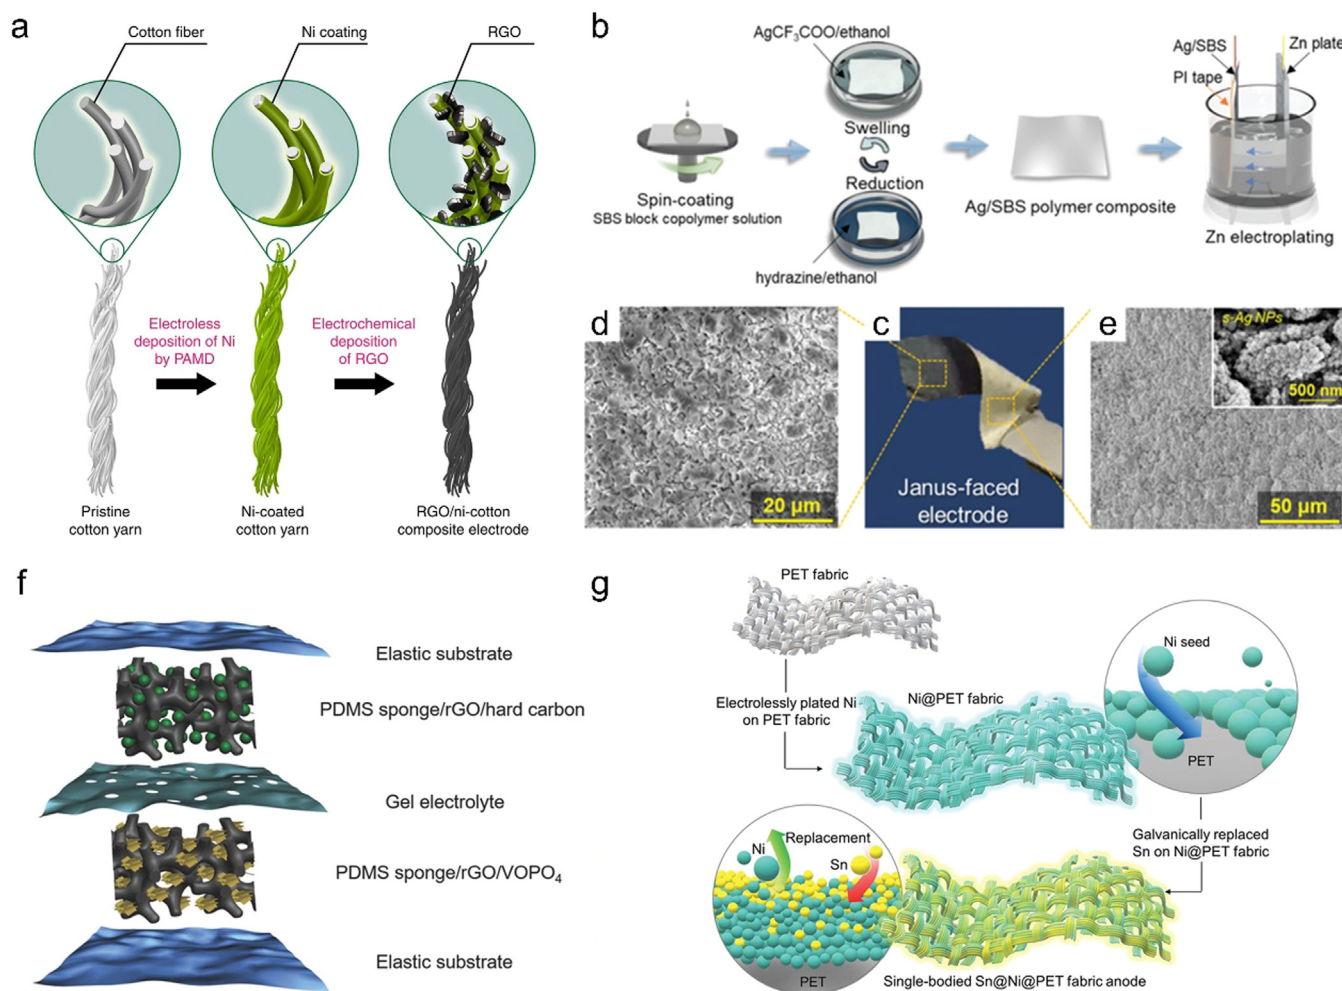 a
Cotton fiber
Ni coating
RGO
Electroless
deposition of Ni
by PAMD
Electrochemical
deposition
of RGO
Pristine
cotton yarn
Ni-coated
cotton yarn
RGO/ni-cotton
composite electrode
b
AgCF₃COO/ethanol
Spin-coating
SBS block copolymer solution
Swelling
Reduction
hydrazine/ethanol
Ag/SBS polymer composite
Ag/SBS
PI tape
Zn plate
Zn electroplating
d
20 µm
c
Janus-faced
electrode
e
s-Ag NPs
500 nm
50 µm
f
Elastic substrate
PDMS sponge/rGO/hard carbon
Gel electrolyte
PDMS sponge/rGO/VOPO₄
Elastic substrate
g
PET fabric
Electrolessly plated Ni
on PET fabric
Ni@PET fabric
Ni seed
PET
Galvanically replaced
Sn on Ni@PET fabric
Replacement
Ni
Sn
PET
Single-bodied Sn@Ni@PET fabric anode